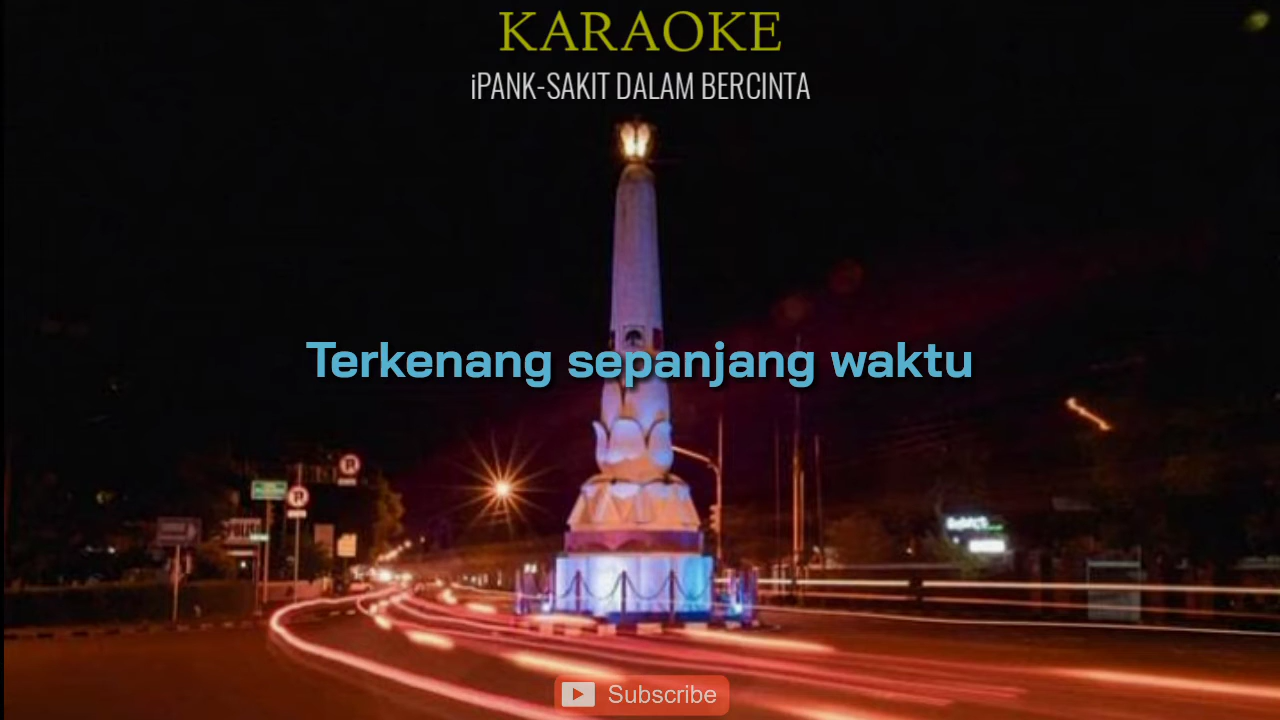 KARAOKE
iPANK-SAKIT DALAM BERCINTA
Terkenang sepanjang waktu
Subscribe